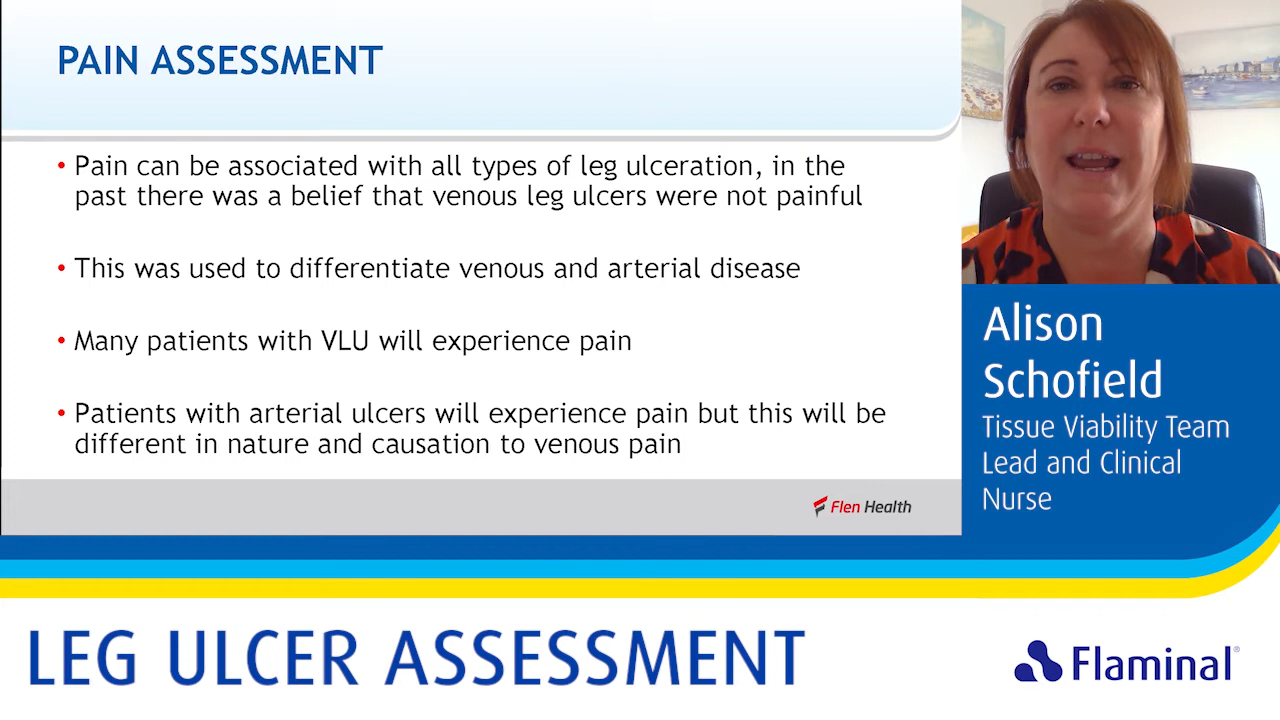 PAIN ASSESSMENT
• Pain can be associated with all types of leg ulceration, in the
past there was a belief that venous leg ulcers were not painful
• This was used to differentiate venous and arterial disease
• Many patients with VLU will experience pain
• Patients with arterial ulcers will experience pain but this will be
different in nature and causation to venous pain
Flen Health
Alison
Schofield
Tissue Viability Team
Lead and Clinical
Nurse
LEG ULCER ASSESSMENT
Flaminal®